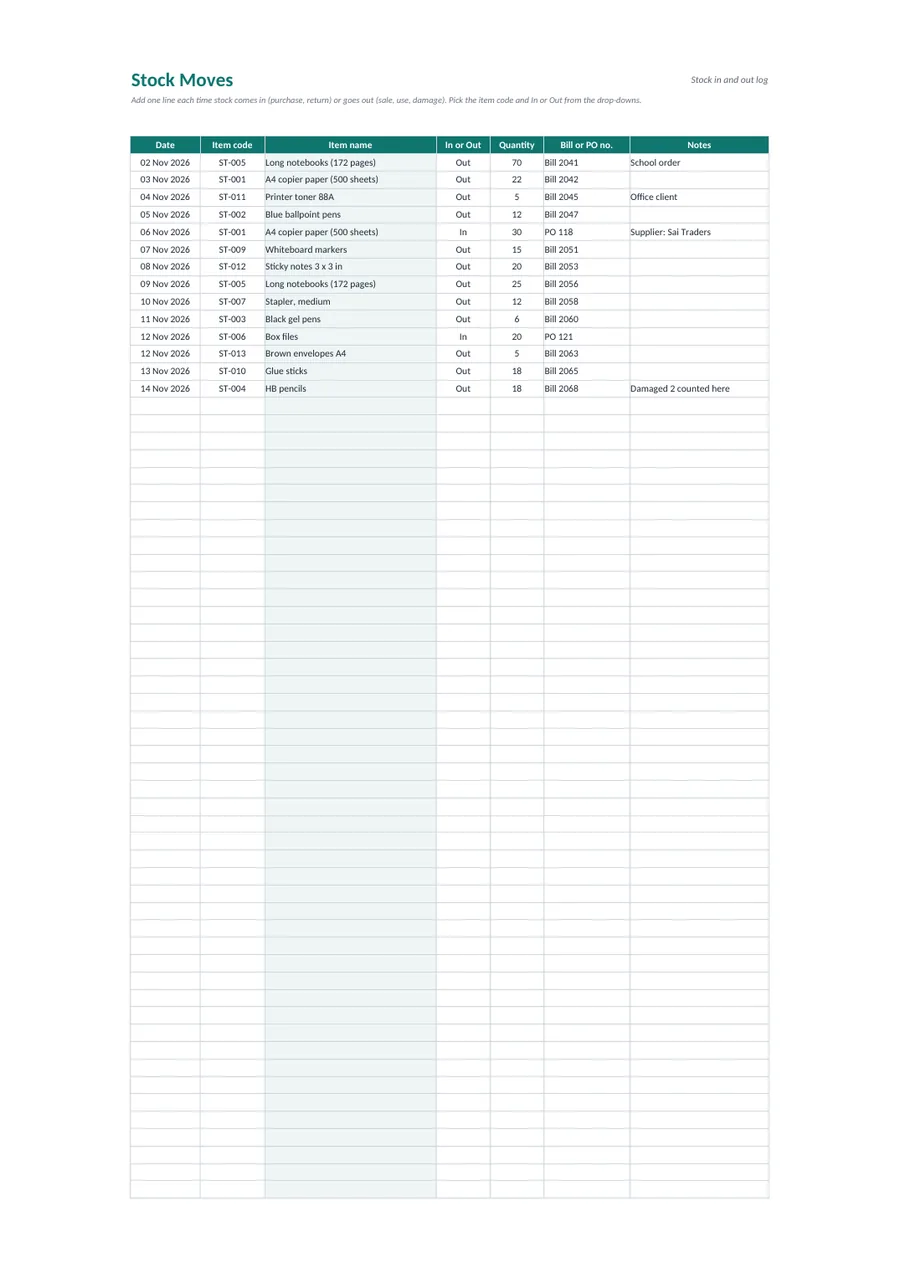 Stock Moves
Stock in and out log
Add one line each time stock comes in (purchase, return) or goes out (sale, use, damage). Pick the item code and In or Out from the drop-downs.
Date Item code Item name In or Out Quantity Bill or PO no. Notes
02 Nov 2026 ST-005 Long notebooks (172 pages) Out 70 Bill 2041 School order
03 Nov 2026 ST-001 A4 copier paper (500 sheets) Out 22 Bill 2042
04 Nov 2026 ST-011 Printer toner 88A Out 5 Bill 2045 Office client
05 Nov 2026 ST-002 Blue ballpoint pens Out 12 Bill 2047
06 Nov 2026 ST-001 A4 copier paper (500 sheets) In 30 PO 118 Supplier: Sai Traders
07 Nov 2026 ST-009 Whiteboard markers Out 15 Bill 2051
08 Nov 2026 ST-012 Sticky notes 3 x 3 in Out 20 Bill 2053
09 Nov 2026 ST-005 Long notebooks (172 pages) Out 25 Bill 2056
10 Nov 2026 ST-007 Stapler, medium Out 12 Bill 2058
11 Nov 2026 ST-003 Black gel pens Out 6 Bill 2060
12 Nov 2026 ST-006 Box files In 20 PO 121
12 Nov 2026 ST-013 Brown envelopes A4 Out 5 Bill 2063
13 Nov 2026 ST-010 Glue sticks Out 18 Bill 2065
14 Nov 2026 ST-004 HB pencils Out 18 Bill 2068 Damaged 2 counted here